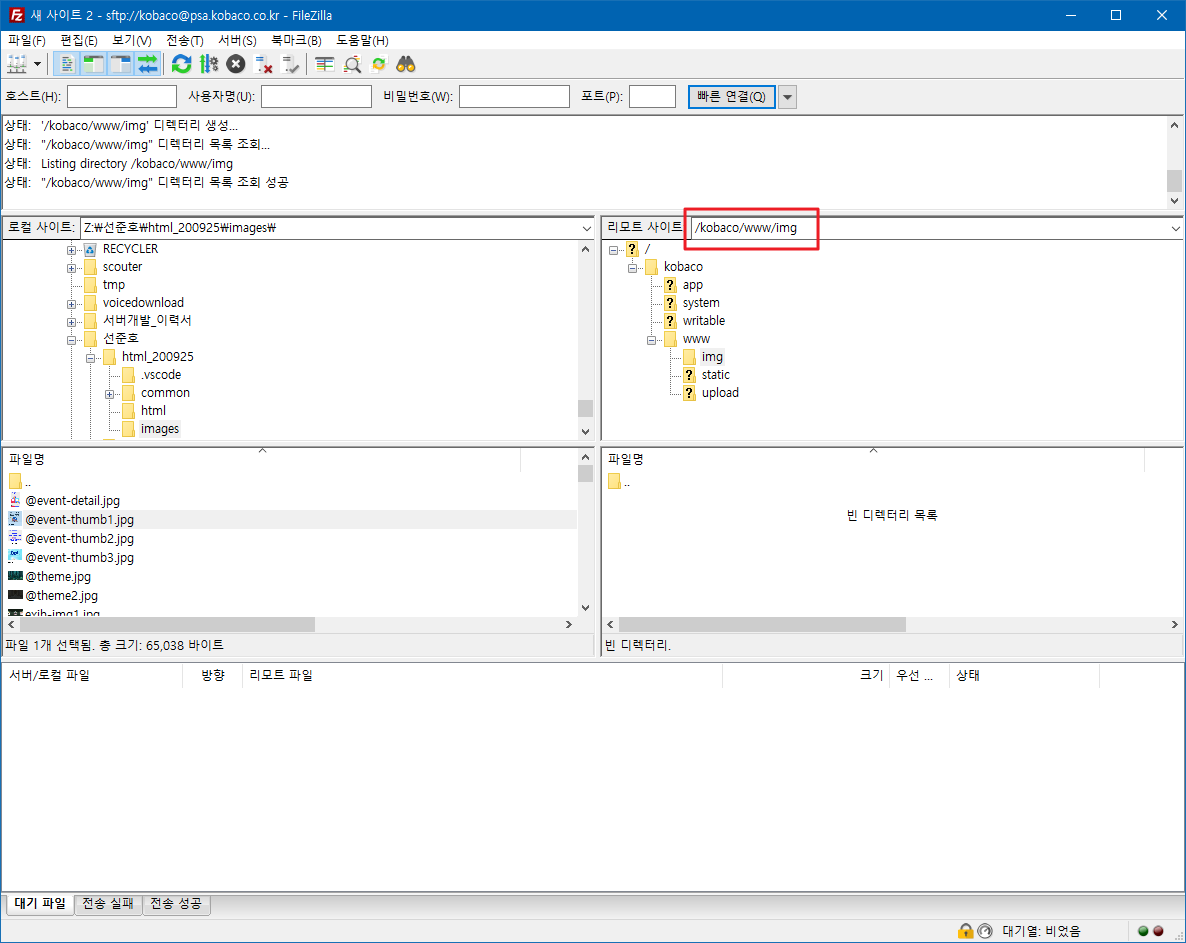 새 사이트 2 - sftp://kobaco@psa.kobaco.co.kr - FileZilla
파일(F) 편집(E) 보기(V) 전송(T) 서버(S) 북마크(B) 도움말(H)
호스트(H): 사용자명(U): 비밀번호(W): 포트(P): 빠른 연결(Q)
상태: '/kobaco/www/img' 디렉터리 생성...
상태: "/kobaco/www/img" 디렉터리 목록 조회...
상태: Listing directory /kobaco/www/img
상태: "/kobaco/www/img" 디렉터리 목록 조회 성공
로컬 사이트: Z:₩선준호₩html_200925₩images₩
RECYCLER
scouter
tmp
voicedownload
서버개발_이력서
선준호
html_200925
.vscode
common
html
images
리모트 사이트: /kobaco/www/img
/
kobaco
app
system
writable
www
img
static
upload
파일명
..
@event-detail.jpg
@event-thumb1.jpg
@event-thumb2.jpg
@event-thumb3.jpg
@theme.jpg
@theme2.jpg
exih-img1.jpg
파일 1개 선택됨. 총 크기: 65,038 바이트
파일명
..
빈 디렉터리 목록
빈 디렉터리.
서버/로컬 파일 방향 리모트 파일 크기 우선 ... 상태
대기 파일 전송 실패 전송 성공
대기열: 비었음